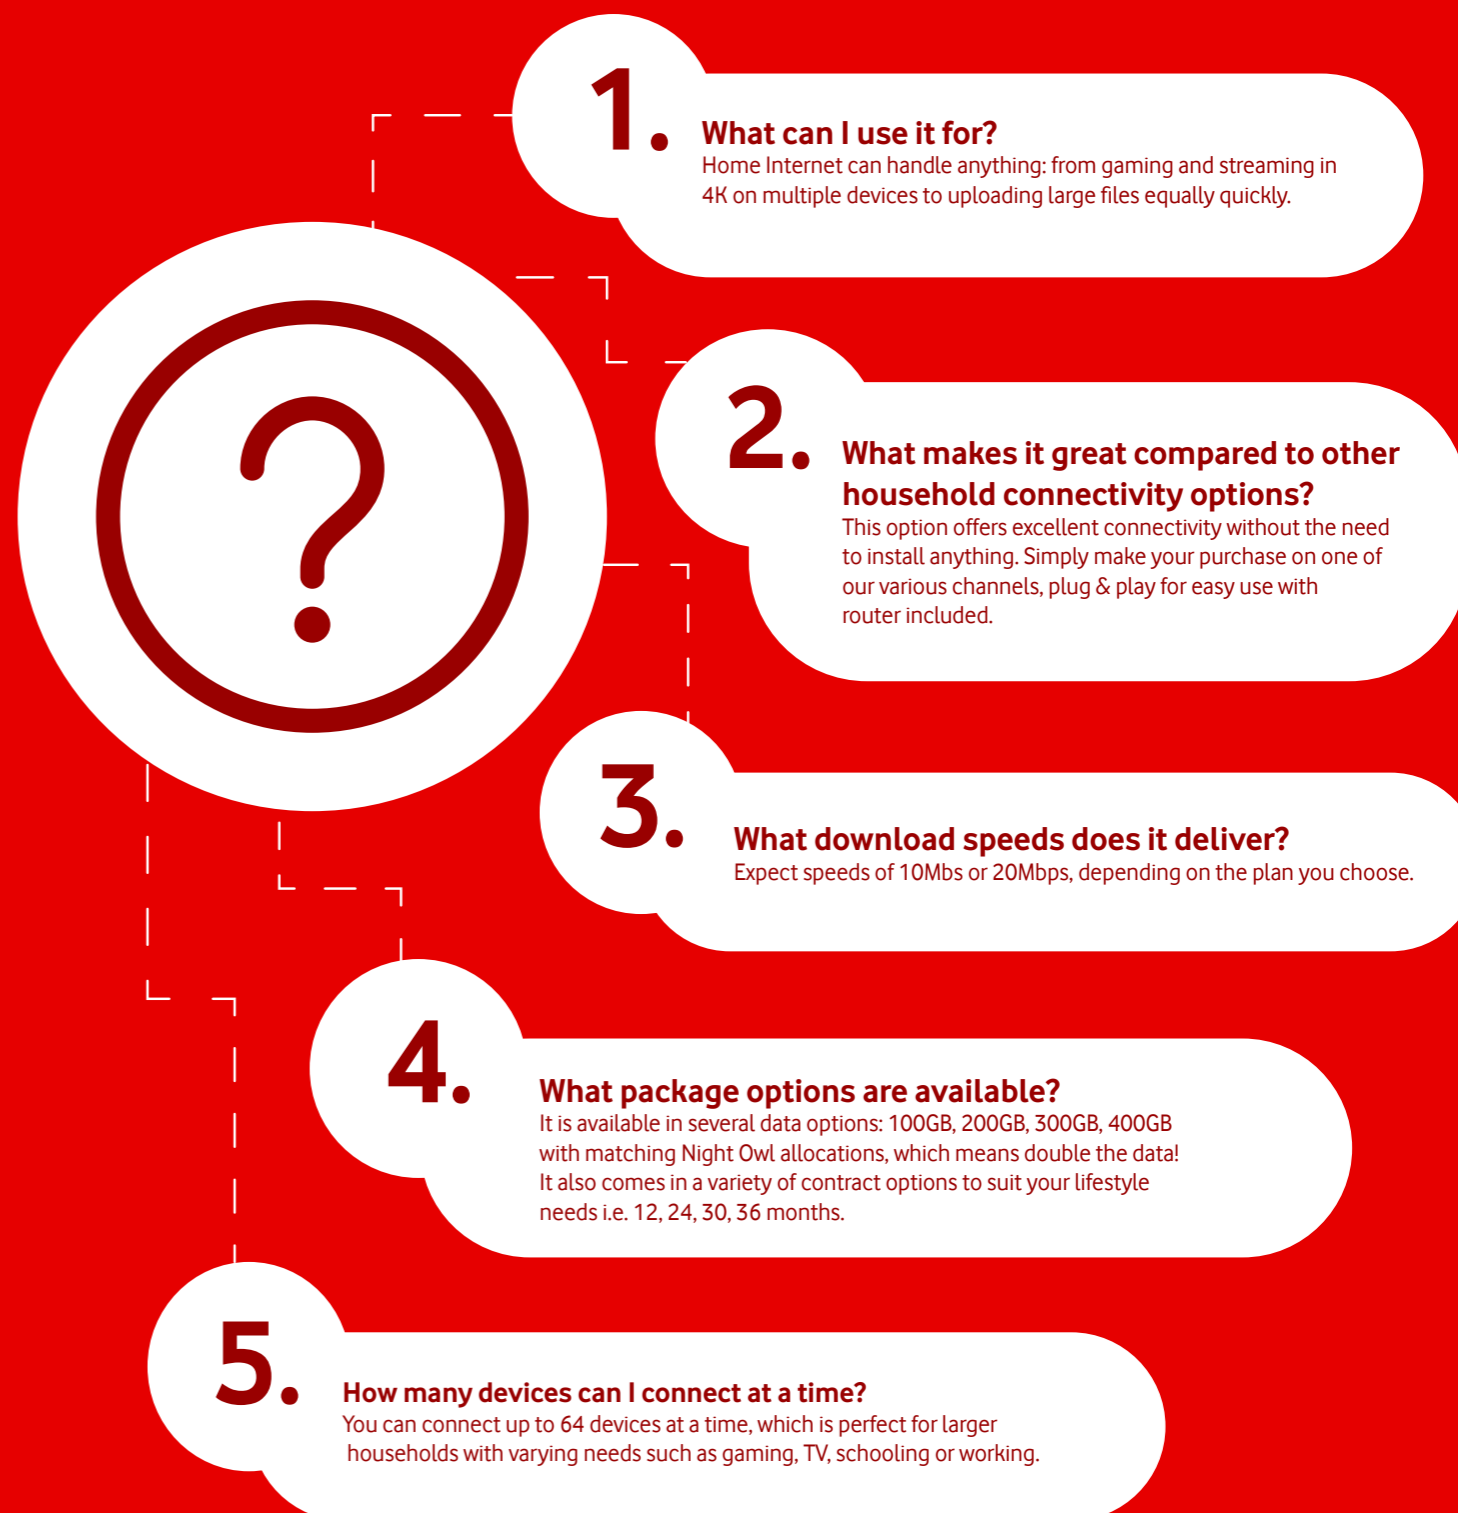 ?
1.
What can I use it for?
Home Internet can handle anything: from gaming and streaming in
4K on multiple devices to uploading large files equally quickly.
2.
What makes it great compared to other
household connectivity options?
This option offers excellent connectivity without the need
to install anything. Simply make your purchase on one of
our various channels, plug & play for easy use with
router included.
3.
What download speeds does it deliver?
Expect speeds of 10Mbs or 20Mbps, depending on the plan you choose.
4.
What package options are available?
It is available in several data options: 100GB, 200GB, 300GB, 400GB
with matching Night Owl allocations, which means double the data!
It also comes in a variety of contract options to suit your lifestyle
needs i.e. 12, 24, 30, 36 months.
5.
How many devices can I connect at a time?
You can connect up to 64 devices at a time, which is perfect for larger
households with varying needs such as gaming, TV, schooling or working.